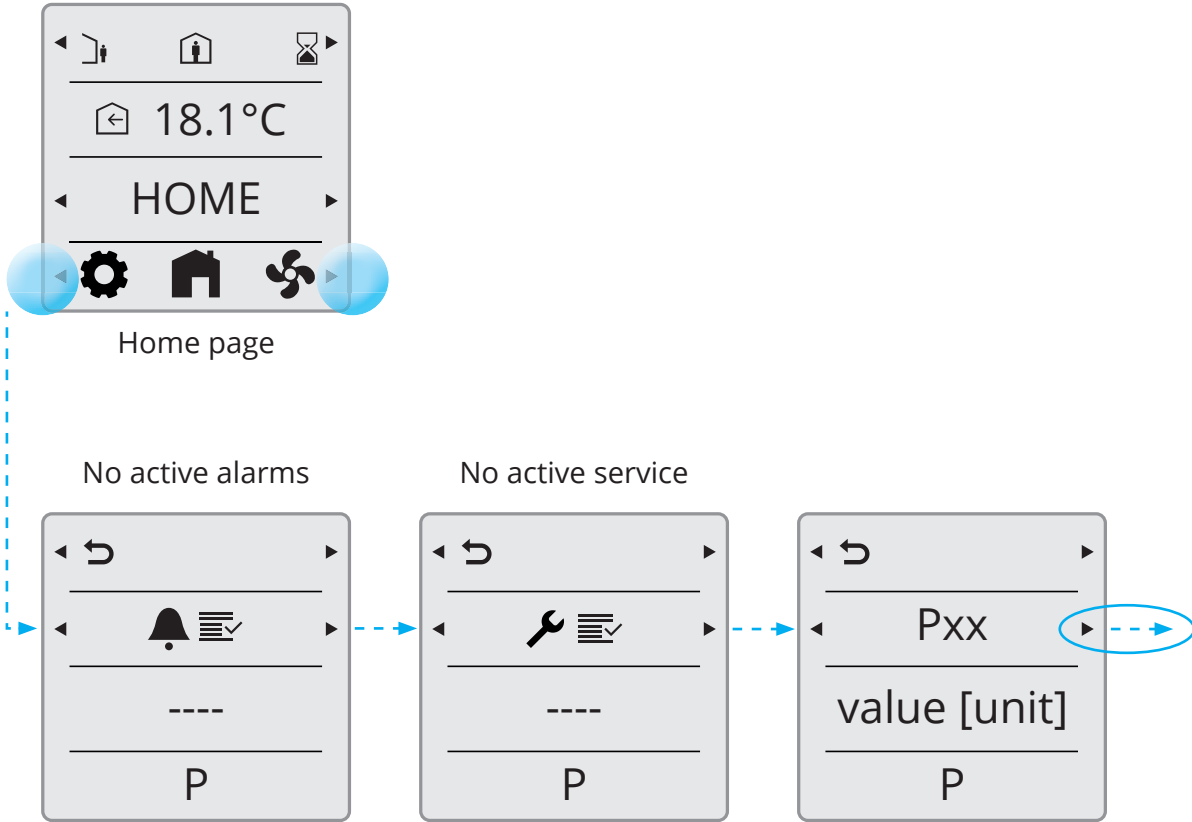 18.1°C
HOME
Home page
No active alarms
No active service
Pxx
----
----
value [unit]
P
P
P